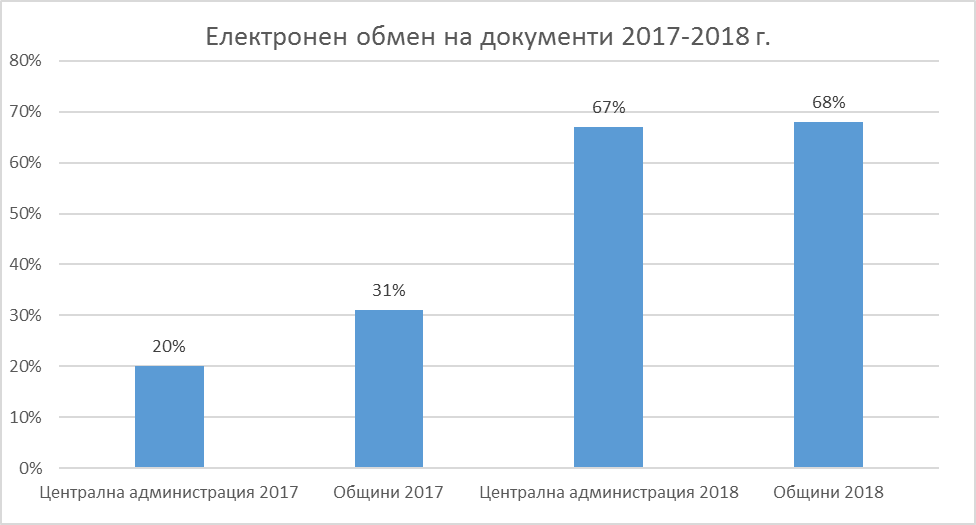 Електронен обмен на документи 2017-2018 г.
80%
70%
60%
50%
40%
30%
20%
10%
0%
20%
31%
67%
68%
Централна администрация 2017
Общини 2017
Централна администрация 2018
Общини 2018